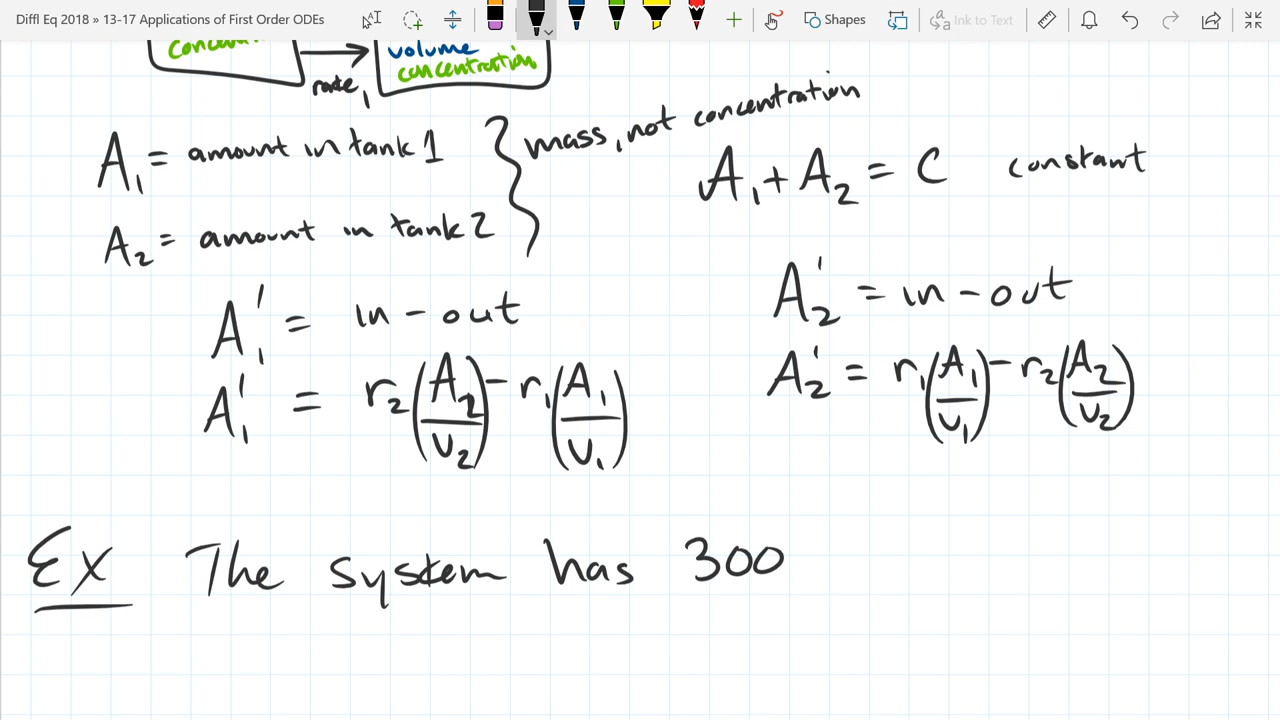 Diffl Eq 2018 » 13-17 Applications of First Order ODEs
Shapes
Ink to Text
volume
concentration
rate₁
A₁ = amount in tank 1
A₂ = amount in tank 2
mass, not concentration
A₁ + A₂ = C constant
A₁' = in - out
A₁' = r₂(A₂/V₂) - r₁(A₁/V₁)
A₂' = in - out
A₂' = r₁(A₁/V₁) - r₂(A₂/V₂)
Ex The system has 300